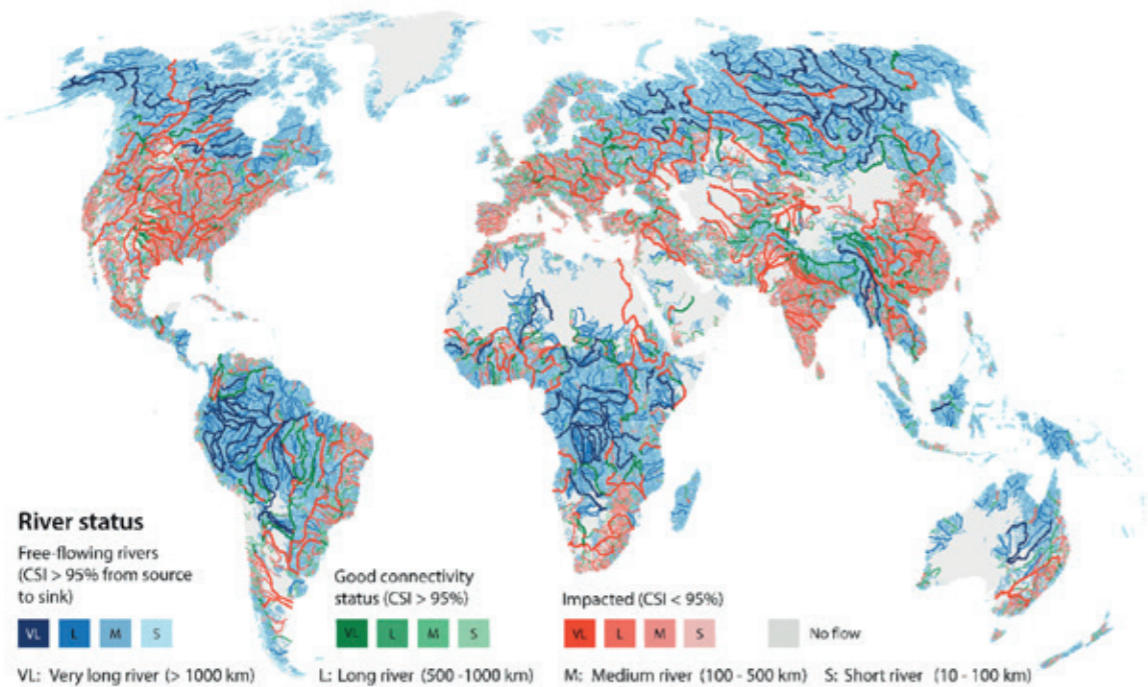 River status
Free-flowing rivers
(CSI > 95% from source
to sink)
VL L M S
Good connectivity
status (CSI > 95%)
VL L M S
Impacted (CSI < 95%)
VL L M S
No flow
VL: Very long river (> 1000 km) L: Long river (500 -1000 km) M: Medium river (100 - 500 km) S: Short river (10 - 100 km)